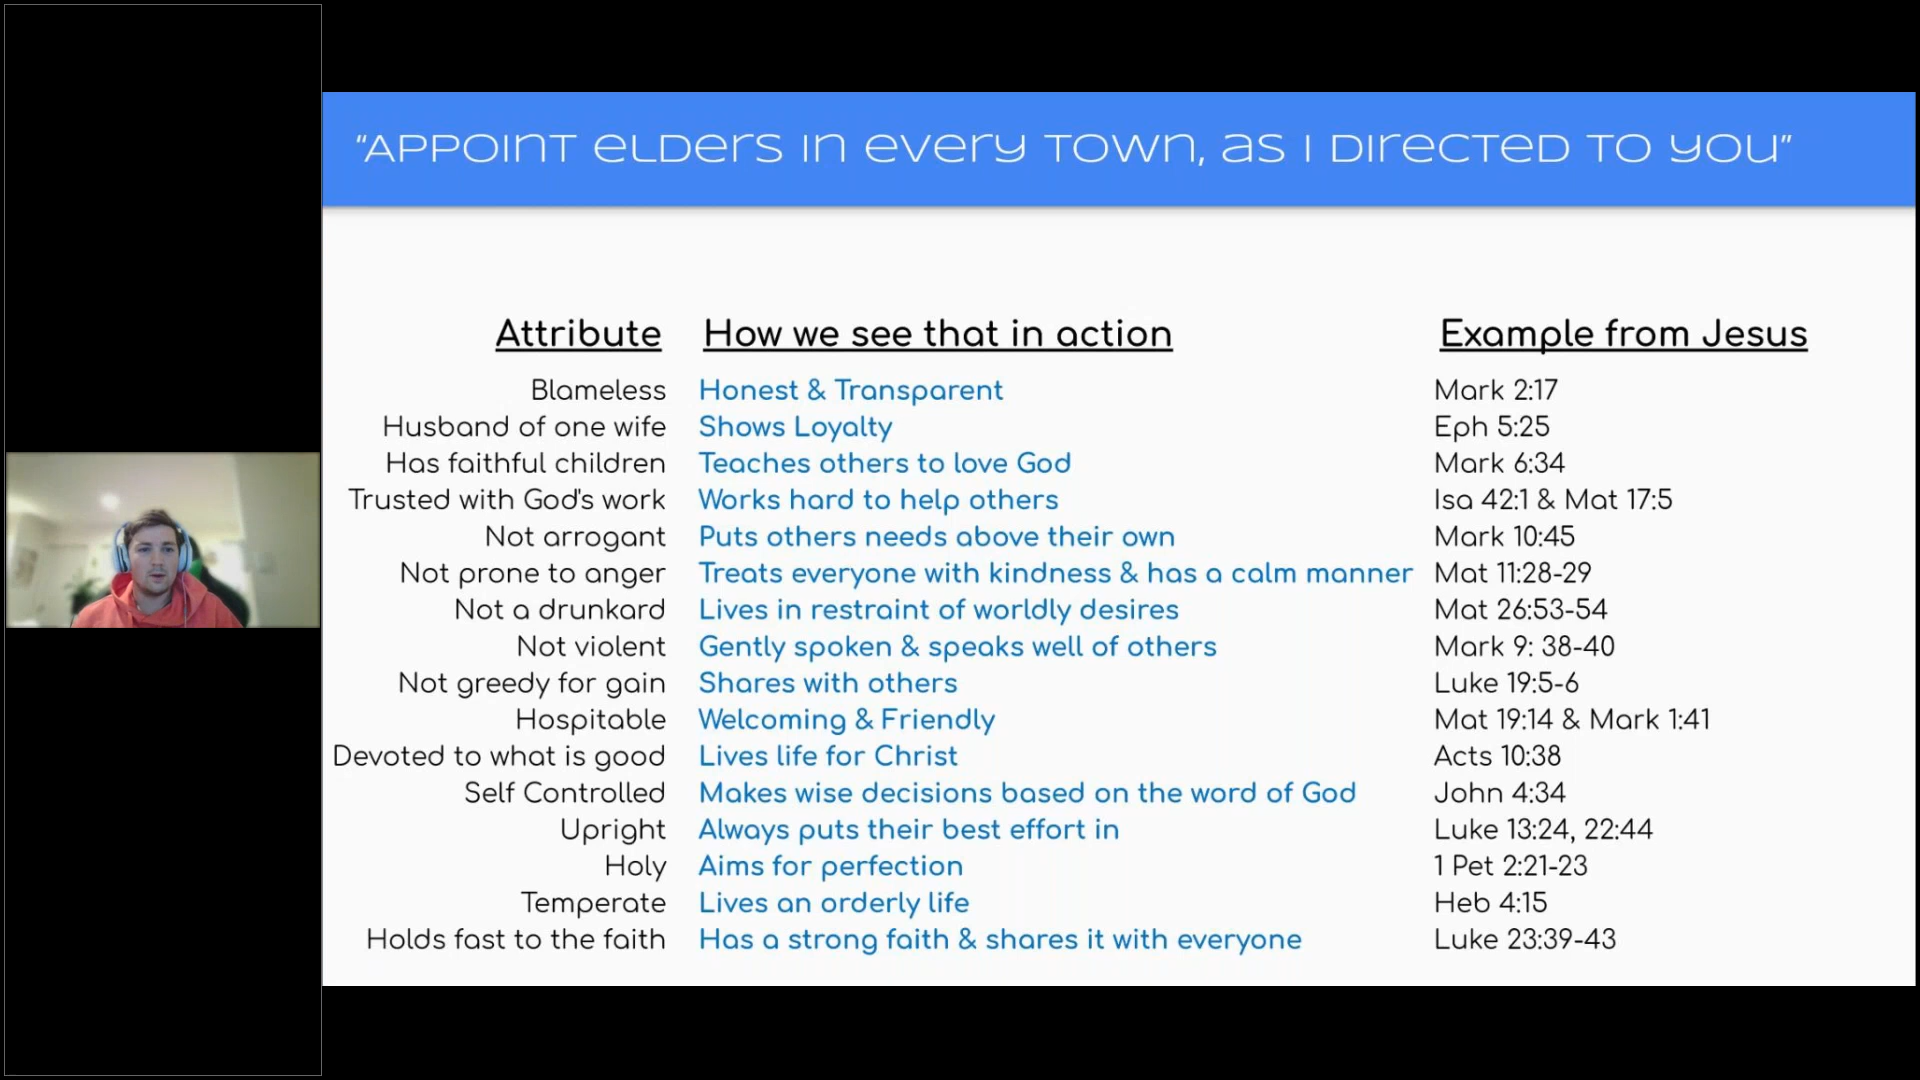 "Appoint elders in every town, as I directed to you"
Attribute How we see that in action Example from Jesus
Blameless Honest & Transparent Mark 2:17
Husband of one wife Shows Loyalty Eph 5:25
Has faithful children Teaches others to love God Mark 6:34
Trusted with God's work Works hard to help others Isa 42:1 & Mat 17:5
Not arrogant Puts others needs above their own Mark 10:45
Not prone to anger Treats everyone with kindness & has a calm manner Mat 11:28-29
Not a drunkard Lives in restraint of worldly desires Mat 26:53-54
Not violent Gently spoken & speaks well of others Mark 9: 38-40
Not greedy for gain Shares with others Luke 19:5-6
Hospitable Welcoming & Friendly Mat 19:14 & Mark 1:41
Devoted to what is good Lives life for Christ Acts 10:38
Self Controlled Makes wise decisions based on the word of God John 4:34
Upright Always puts their best effort in Luke 13:24, 22:44
Holy Aims for perfection 1 Pet 2:21-23
Temperate Lives an orderly life Heb 4:15
Holds fast to the faith Has a strong faith & shares it with everyone Luke 23:39-43